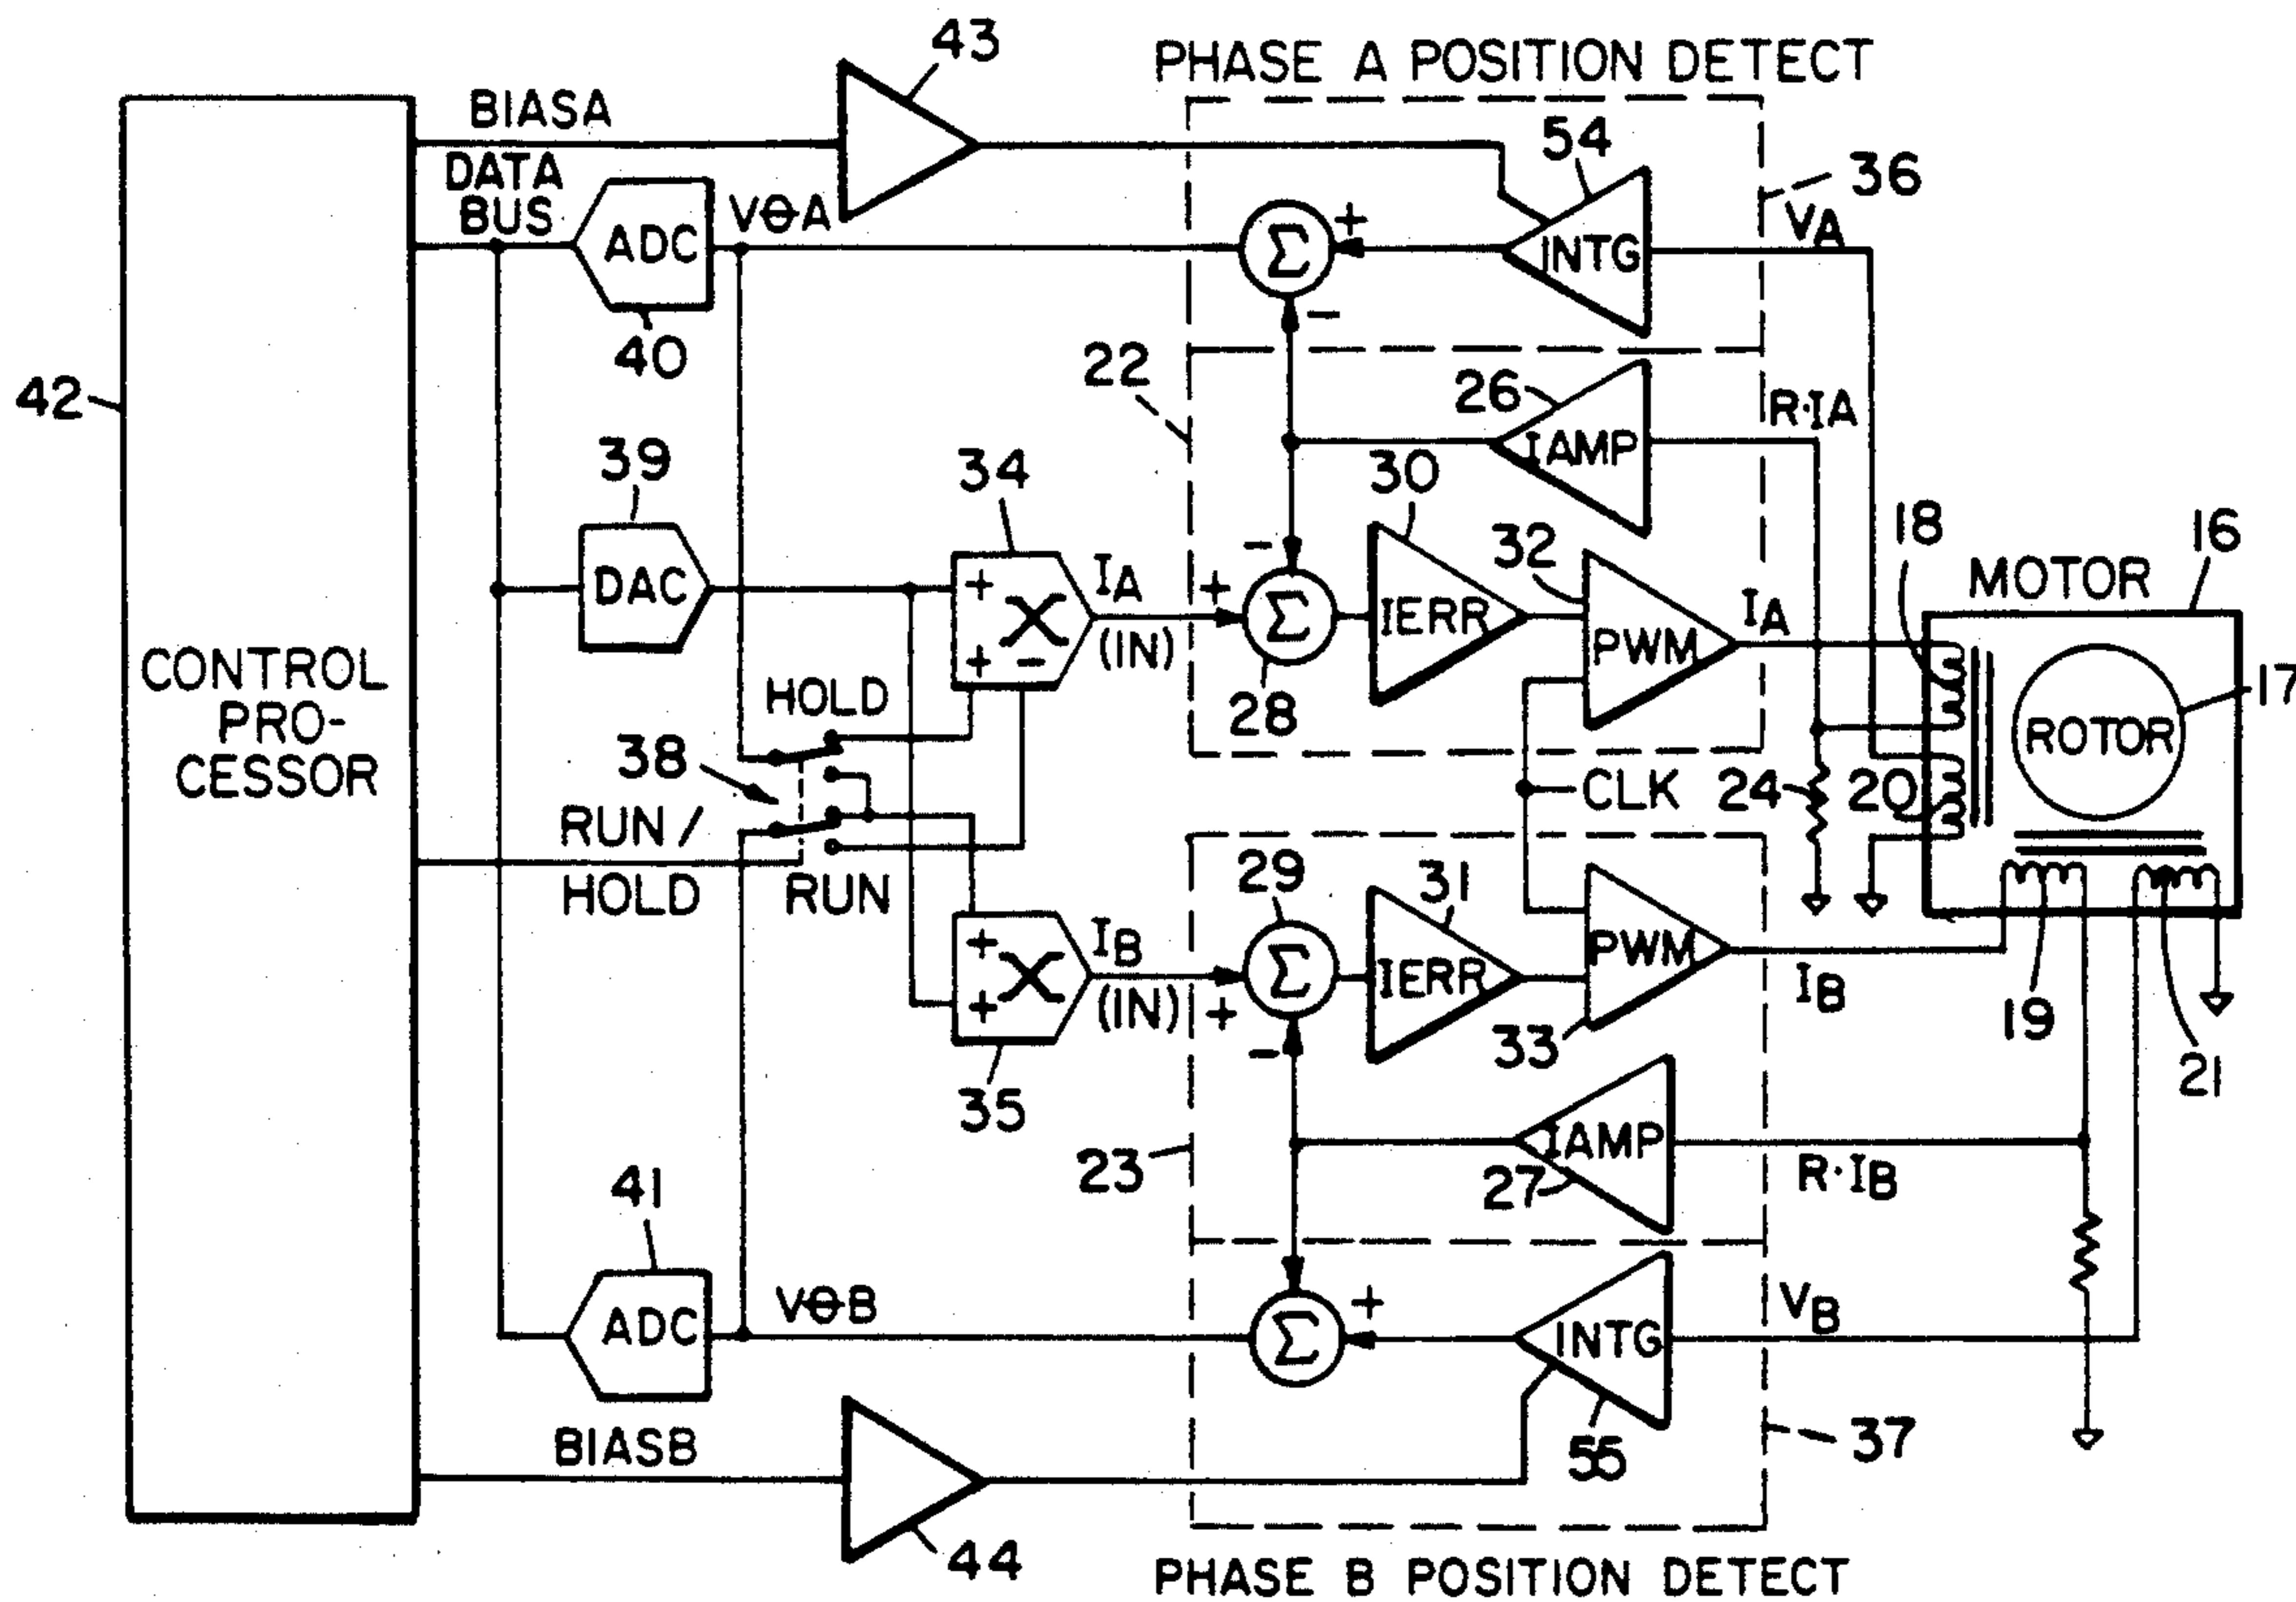 43
PHASE A POSITION DETECT
BIASA
54
DATA
BUS
ADC
VΘA
Σ
+
INTG
36
VA
-
40
22
26
R·IA
42
IAMP
39
34
30
32
18
16
DAC
+
X
+ -
IA
(IN)
-
+
Σ
IERR
PWM
IA
MOTOR
28
17
ROTOR
CONTROL
PRO-
CESSOR
HOLD
38
CLK
24
20
RUN/
HOLD
RUN
29
31
+
X
+
IB
(IN)
+
Σ
-
IERR
PWM
IB
19
33
21
35
23
IAMP
27
R·IB
41
ADC
VΘB
Σ
+
INTG
VB
BIASB
55
37
44
PHASE B POSITION DETECT